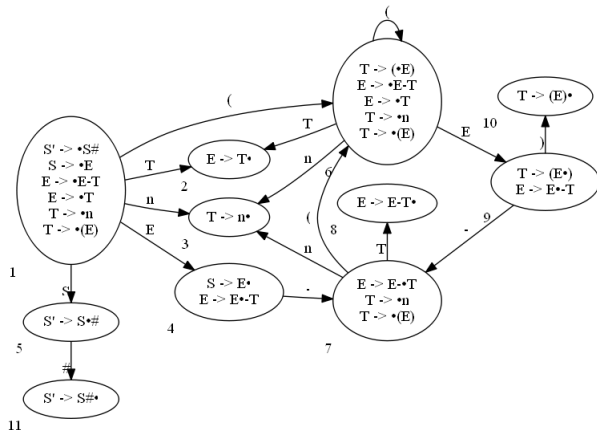 (
T -> (•E)
E -> •E-T
E -> •T
T -> •n
T -> •(E)
6
(
T
n
E
10
T -> (E)•
)
T -> (E•)
E -> E•-T
9
-
S' -> •S#
S -> •E
E -> •E-T
E -> •T
T -> •n
T -> •(E)
1
T
n
E
S
E -> T•
2
T -> n•
3
E -> E-T•
8
(
n
T
S -> E•
E -> E•-T
4
-
E -> E-•T
T -> •n
T -> •(E)
7
S' -> S•#
5
#
S' -> S#•
11